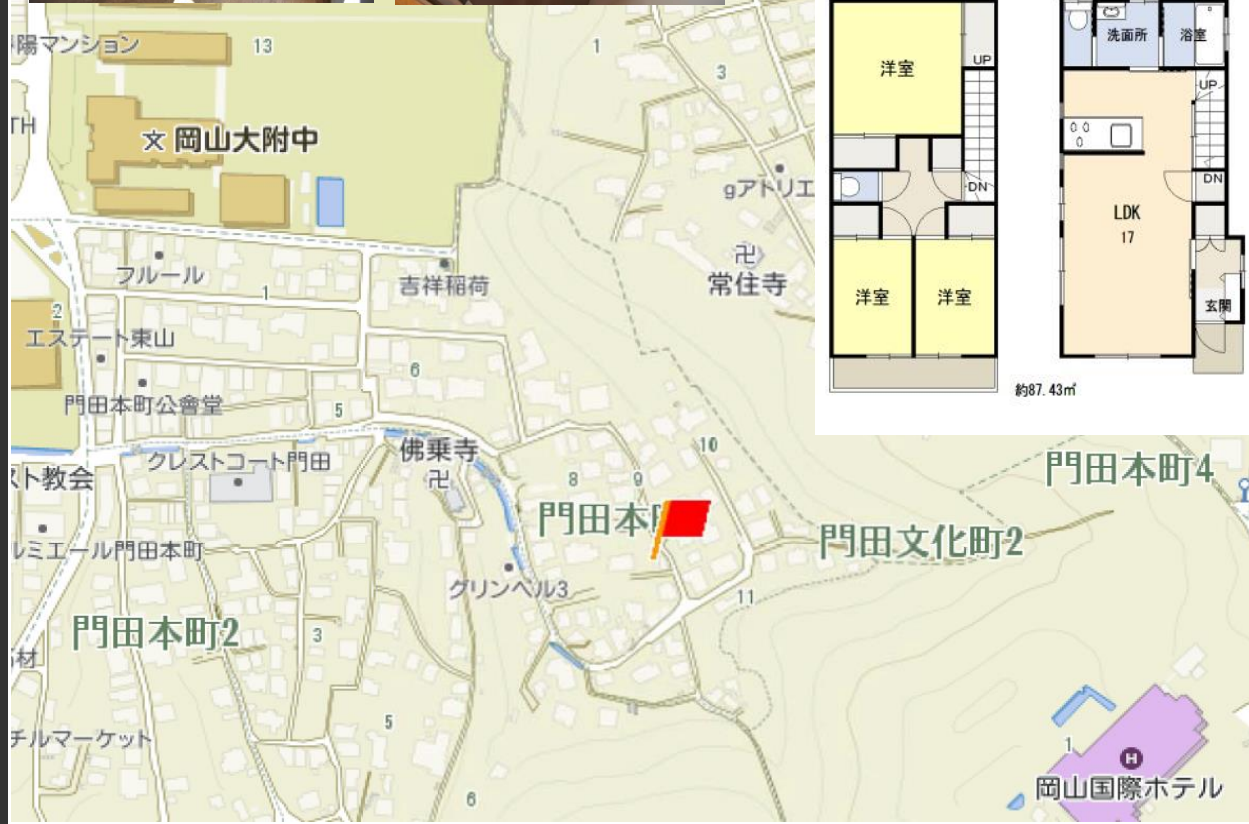 陽マンション
13
1
3
TH
岡山大附中
gアトリエ
常住寺
フルール
1
吉祥稲荷
2
エステート東山
6
門田本町公會堂
5
クレストコート門田
佛乗寺
スト教会
10
8
9
門田本町
門田文化町2
門田本町4
ルミエール門田本町
グリンベル3
11
門田本町2
3
材
5
チルマーケット
6
1
H
岡山国際ホテル
洋室
UP
DN
洋室
洋室
洗面所
浴室
UP
DN
LDK
17
玄関
約87.43㎡